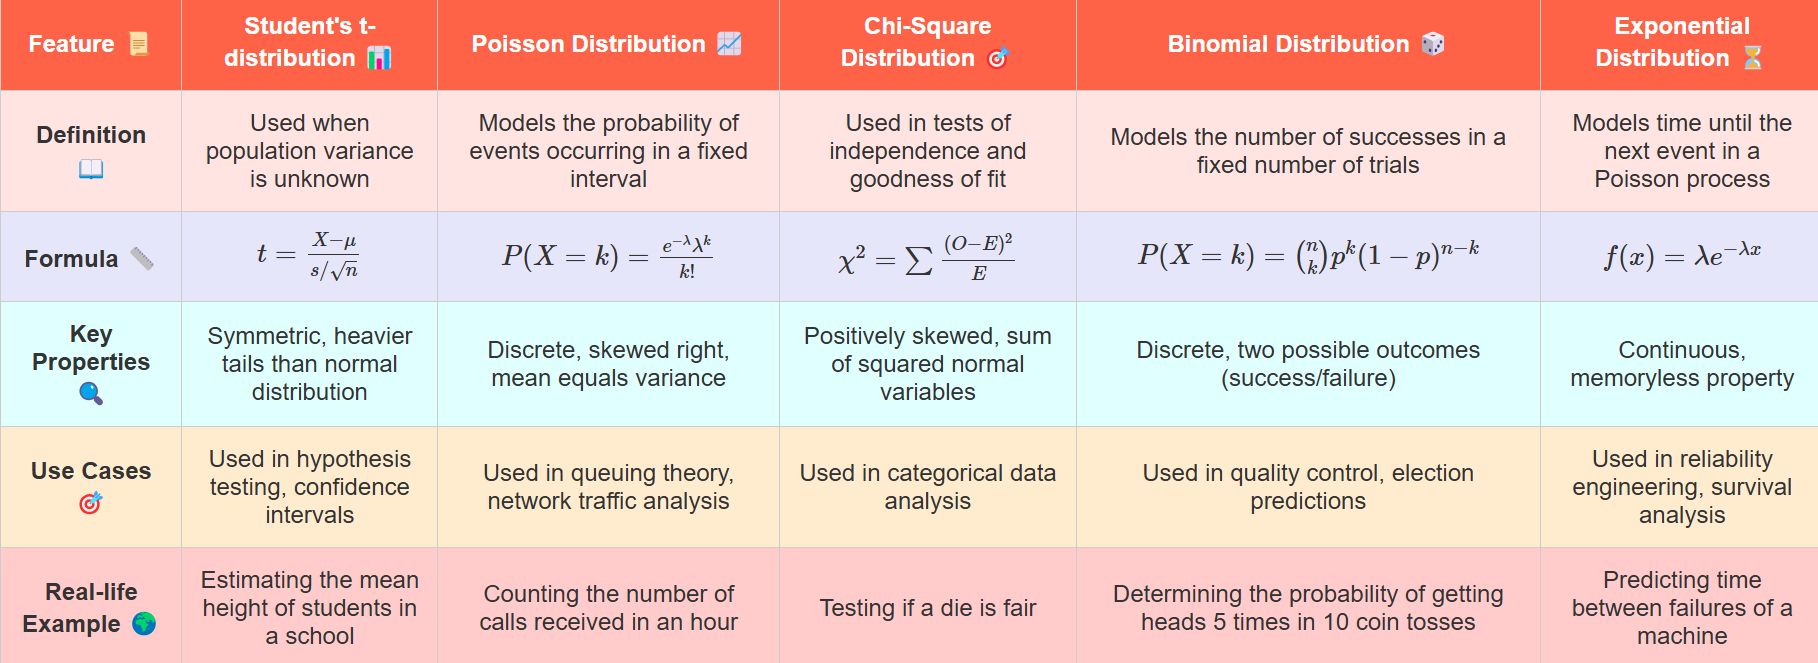 Feature 📜
Student's t-
distribution 📊
Poisson Distribution 📈
Chi-Square
Distribution 🎯
Binomial Distribution 🎲
Exponential
Distribution ⏳
Definition
📖
Used when
population variance
is unknown
Models the probability of
events occurring in a fixed
interval
Used in tests of
independence and
goodness of fit
Models the number of successes in a
fixed number of trials
Models time until the
next event in a
Poisson process
Formula 📏
t = \frac{X-μ}{s/\sqrt{n}}
P(X = k) = \frac{e^{-λ}λ^k}{k!}
χ^2 = ∑ \frac{(O-E)^2}{E}
P(X = k) = \binom{n}{k}p^k(1 - p)^{n-k}
f(x) = λe^{-λx}
Key
Properties
🔍
Symmetric, heavier
tails than normal
distribution
Discrete, skewed right,
mean equals variance
Positively skewed, sum
of squared normal
variables
Discrete, two possible outcomes
(success/failure)
Continuous,
memoryless property
Use Cases
🎯
Used in hypothesis
testing, confidence
intervals
Used in queuing theory,
network traffic analysis
Used in categorical data
analysis
Used in quality control, election
predictions
Used in reliability
engineering, survival
analysis
Real-life
Example 🌍
Estimating the mean
height of students in
a school
Counting the number of
calls received in an hour
Testing if a die is fair
Determining the probability of getting
heads 5 times in 10 coin tosses
Predicting time
between failures of a
machine